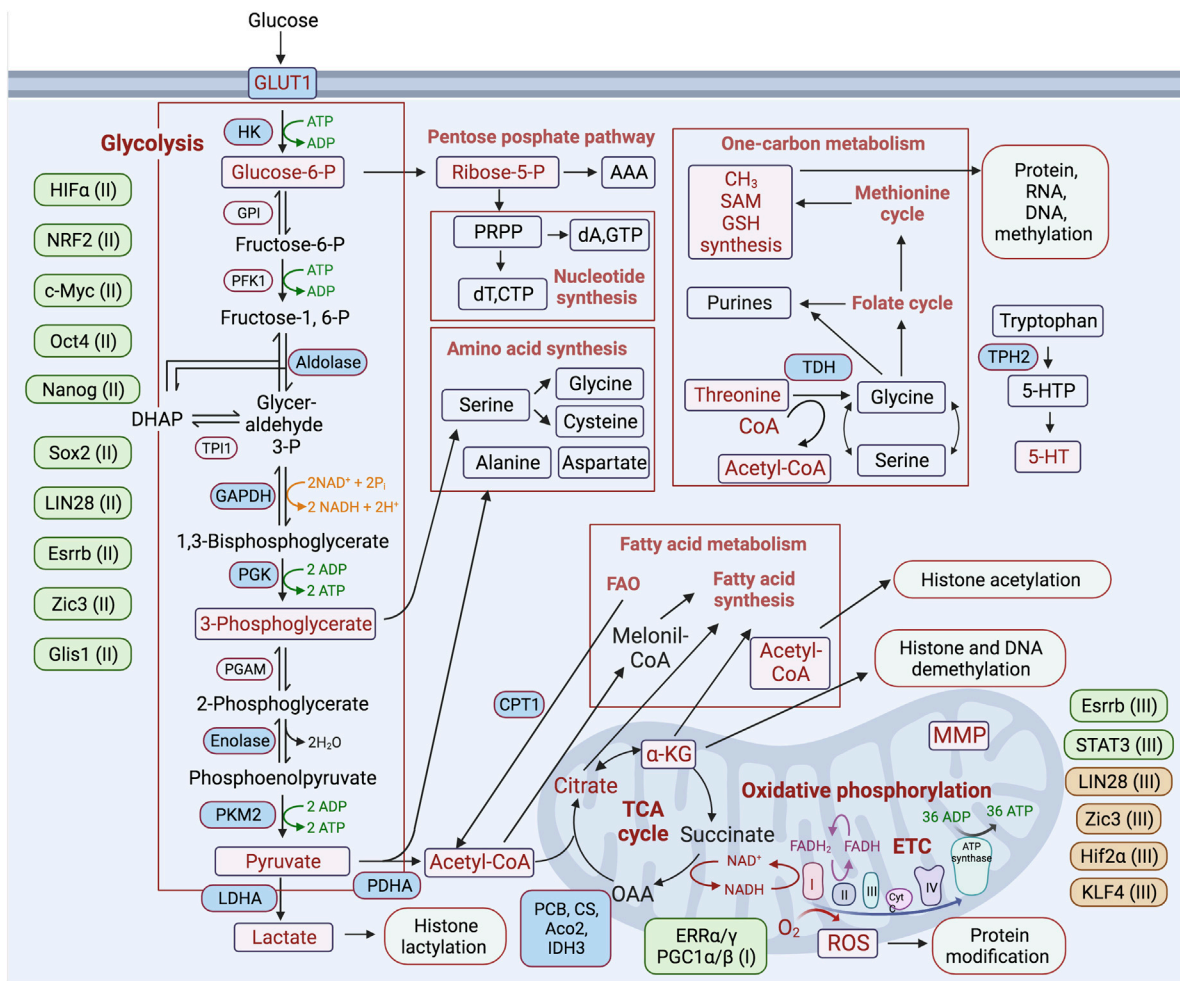 Glucose
GLUT1
Glycolysis
HK
ATP
ADP
Glucose-6-P
GPI
Fructose-6-P
PFK1
ATP
ADP
Fructose-1, 6-P
Aldolase
DHAP
Glycer-
aldehyde
3-P
TPI1
GAPDH
2NAD⁺ + 2Pᵢ
2 NADH + 2H⁺
1,3-Bisphosphoglycerate
PGK
2 ADP
2 ATP
3-Phosphoglycerate
PGAM
2-Phosphoglycerate
Enolase
2H₂O
Phosphoenolpyruvate
PKM2
2 ADP
2 ATP
Pyruvate
LDHA
PDHA
Lactate
Histone
lactylation
HIFα (II)
NRF2 (II)
c-Myc (II)
Oct4 (II)
Nanog (II)
Sox2 (II)
LIN28 (II)
Esrrb (II)
Zic3 (II)
Glis1 (II)
Pentose posphate pathway
Ribose-5-P
AAA
PRPP
dA,GTP
dT,CTP
Nucleotide
synthesis
Amino acid synthesis
Serine
Glycine
Cysteine
Alanine
Aspartate
One-carbon metabolism
CH₃
SAM
GSH
synthesis
Methionine
cycle
Purines
Folate cycle
TDH
Threonine
Glycine
CoA
Acetyl-CoA
Serine
Protein,
RNA,
DNA,
methylation
Tryptophan
TPH2
5-HTP
5-HT
Fatty acid metabolism
FAO
Fatty acid
synthesis
Melonil-
CoA
Acetyl-
CoA
Histone acetylation
Histone and DNA
demethylation
CPT1
Acetyl-CoA
Citrate
α-KG
TCA
cycle
Succinate
OAA
NAD⁺
NADH
PCB, CS,
Aco2,
IDH3
ERRα/γ
PGC1α/β (I)
MMP
Oxidative phosphorylation
36 ADP
36 ATP
FADH₂
FADH
ETC
ATP
synthase
I
II
III
Cyt
C
IV
O₂
ROS
Protein
modification
Esrrb (III)
STAT3 (III)
LIN28 (III)
Zic3 (III)
Hif2α (III)
KLF4 (III)